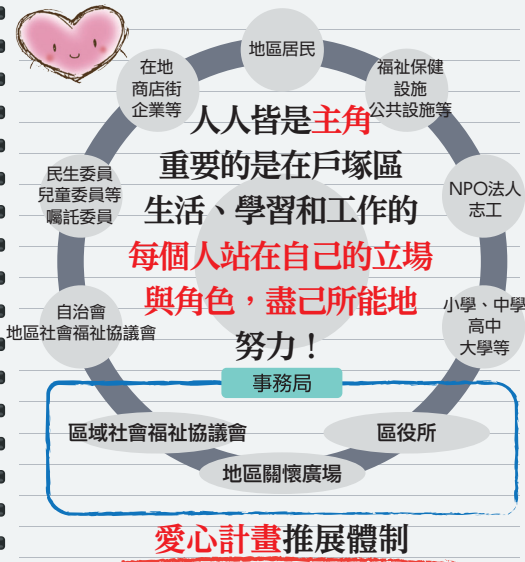 地區居民
福祉保健
設施
公共設施等
NPO法人
志工
小學、中學
高中
大學等
在地
商店街
企業等
民生委員
兒童委員等
囑託委員
自治會
地區社會福祉協議會
人人皆是主角
重要的是在戶塚區
生活、學習和工作的
每個人站在自己的立場
與角色，盡己所能地
努力！
事務局
區域社會福祉協議會
區役所
地區關懷廣場
愛心計畫推展體制